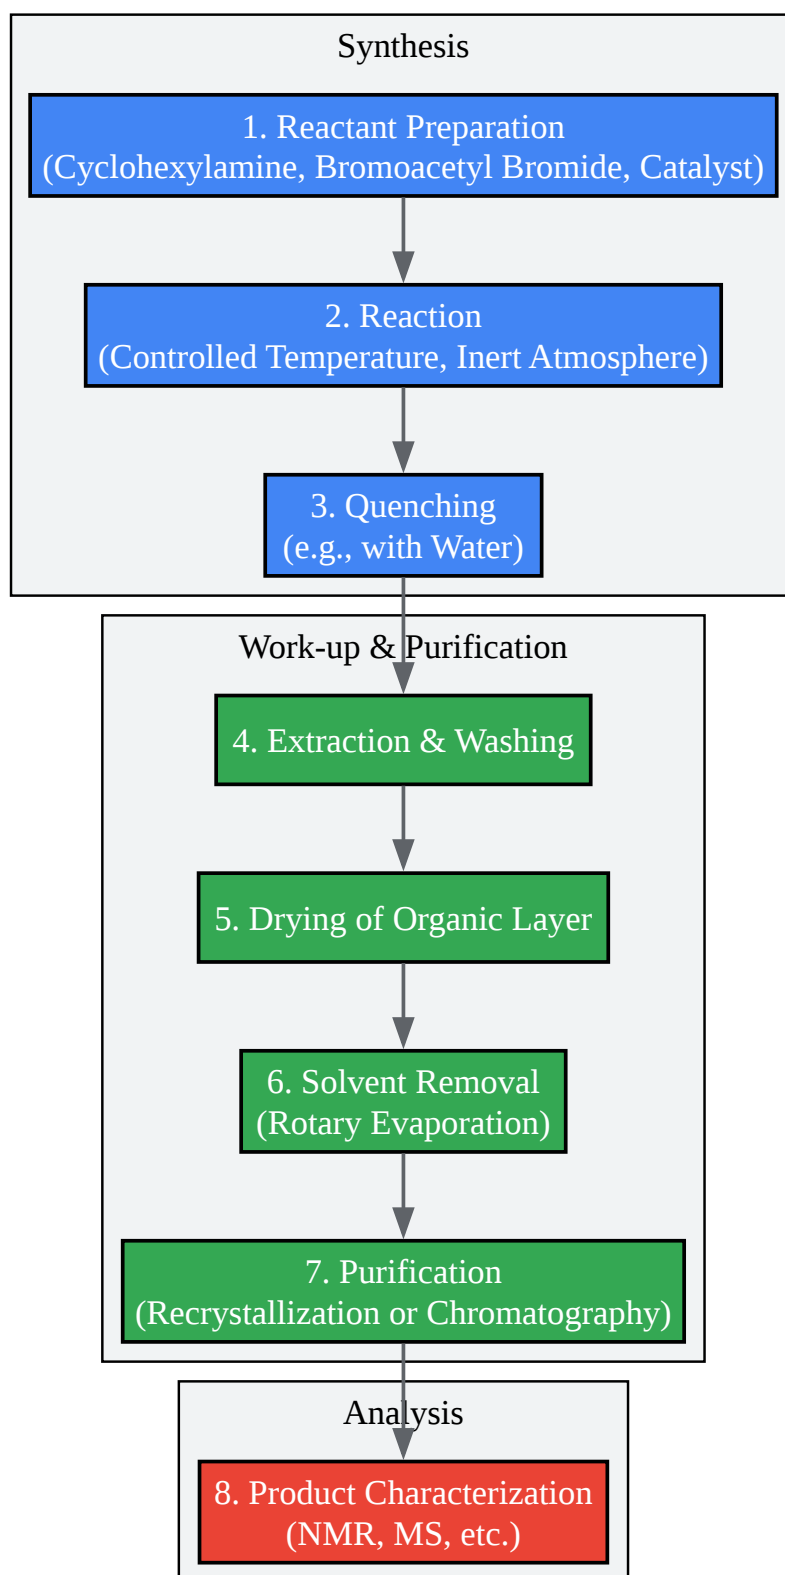 Synthesis
1. Reactant Preparation
(Cyclohexylamine, Bromoacetyl Bromide, Catalyst)
2. Reaction
(Controlled Temperature, Inert Atmosphere)
3. Quenching
(e.g., with Water)
Work-up & Purification
4. Extraction & Washing
5. Drying of Organic Layer
6. Solvent Removal
(Rotary Evaporation)
7. Purification
(Recrystallization or Chromatography)
Analysis
8. Product Characterization
(NMR, MS, etc.)